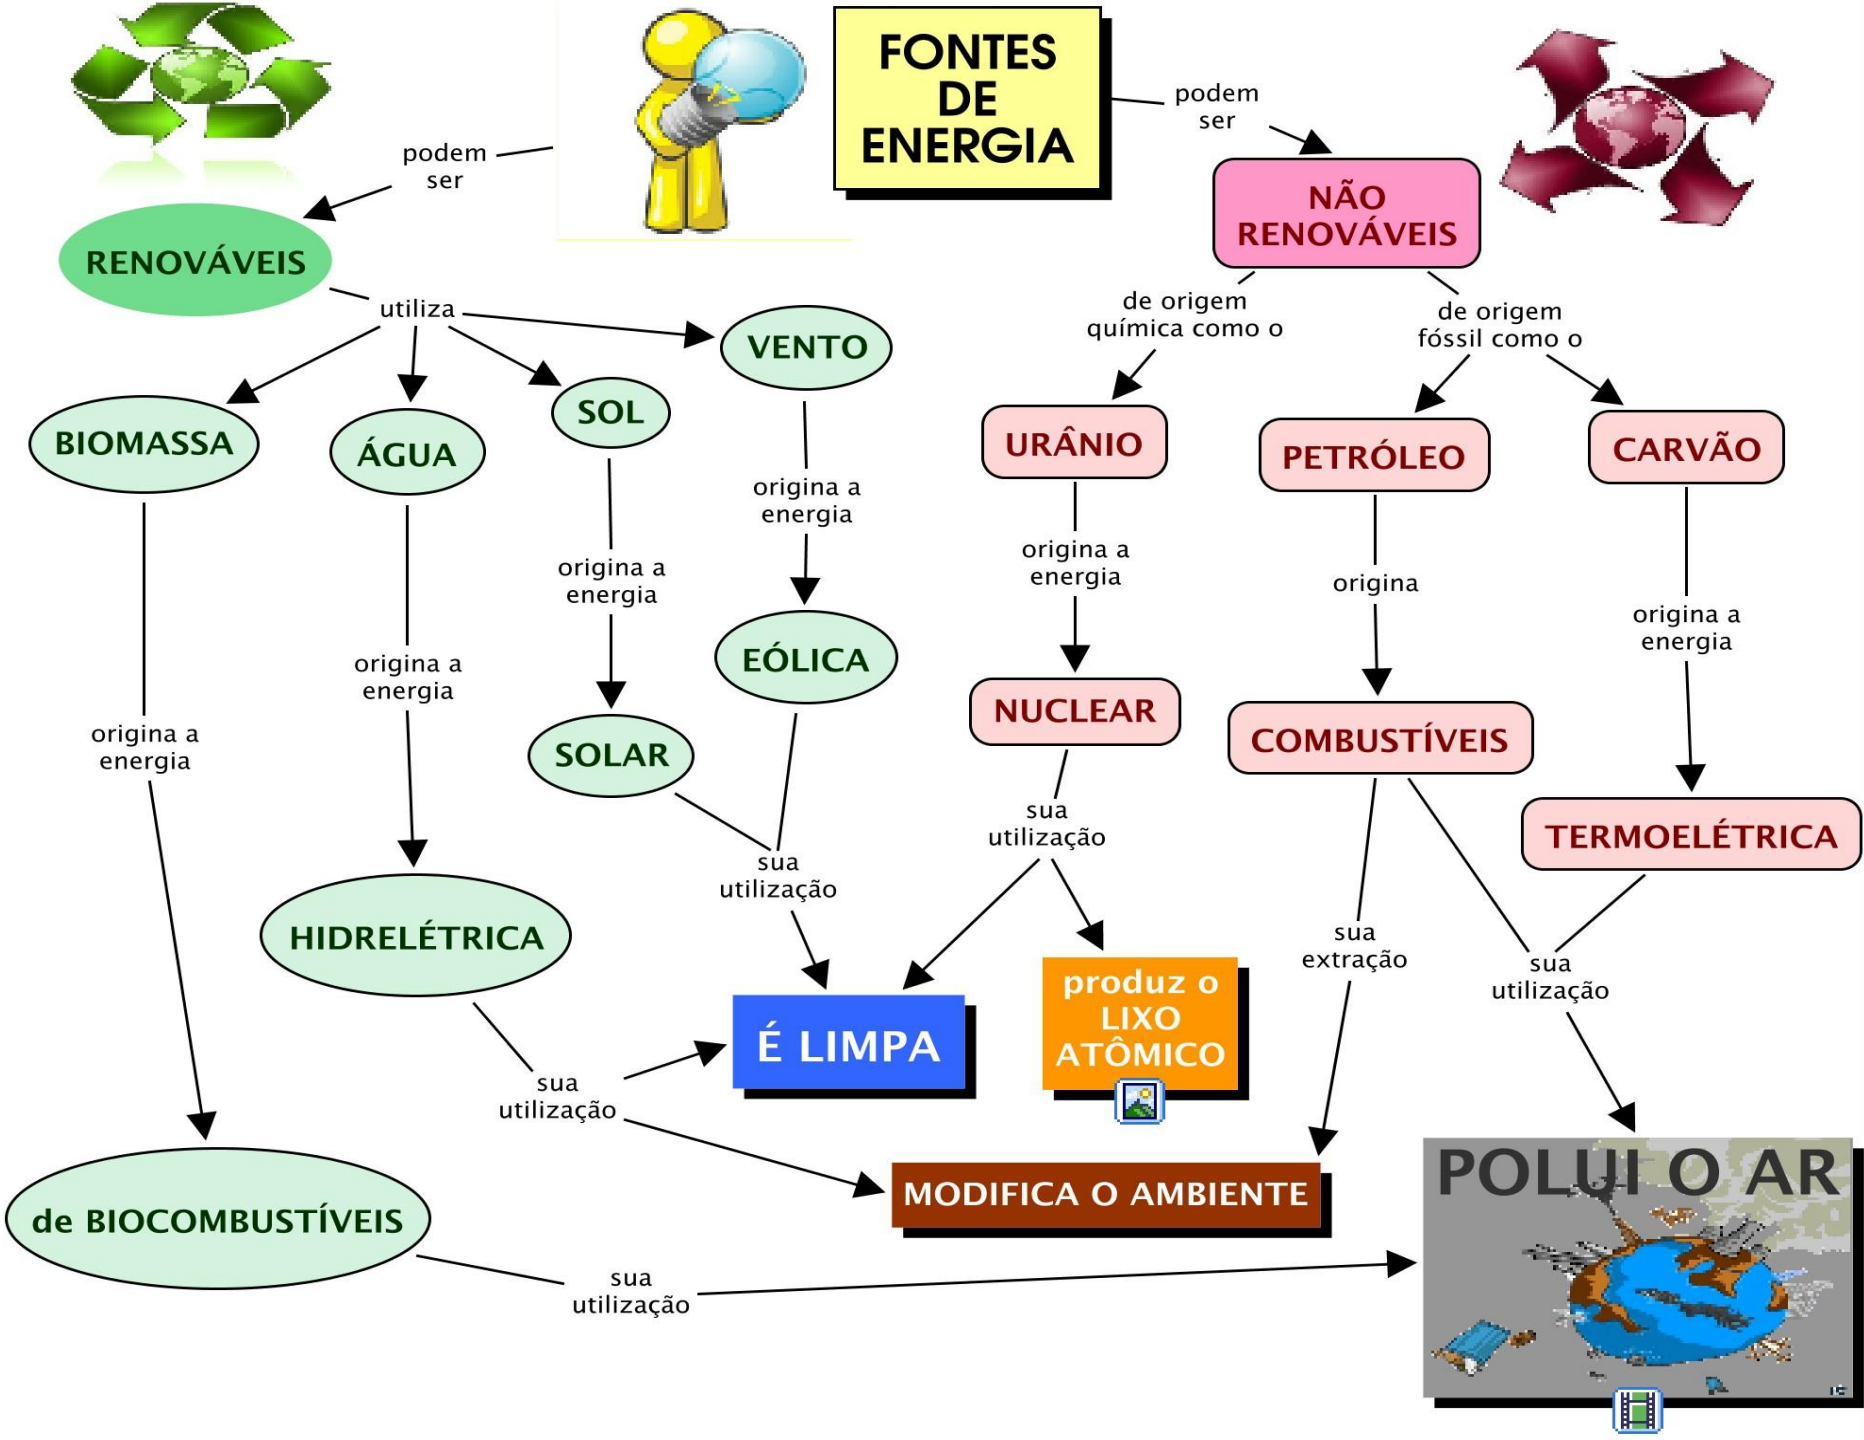 FONTES
DE
ENERGIA
podem
ser
podem
ser
RENOVÁVEIS
NÃO
RENOVÁVEIS
utiliza
de origem
química como o
de origem
fóssil como o
BIOMASSA
ÁGUA
SOL
VENTO
URÂNIO
PETRÓLEO
CARVÃO
origina a
energia
origina a
energia
origina a
energia
origina a
energia
origina a
energia
origina
origina a
energia
EÓLICA
SOLAR
NUCLEAR
COMBUSTÍVEIS
TERMOELÉTRICA
sua
utilização
sua
utilização
HIDRELÉTRICA
sua
extração
sua
utilização
É LIMPA
produz o
LIXO
ATÔMICO
sua
utilização
MODIFICA O AMBIENTE
POLUI O AR
de BIOCOMBUSTÍVEIS
sua
utilização